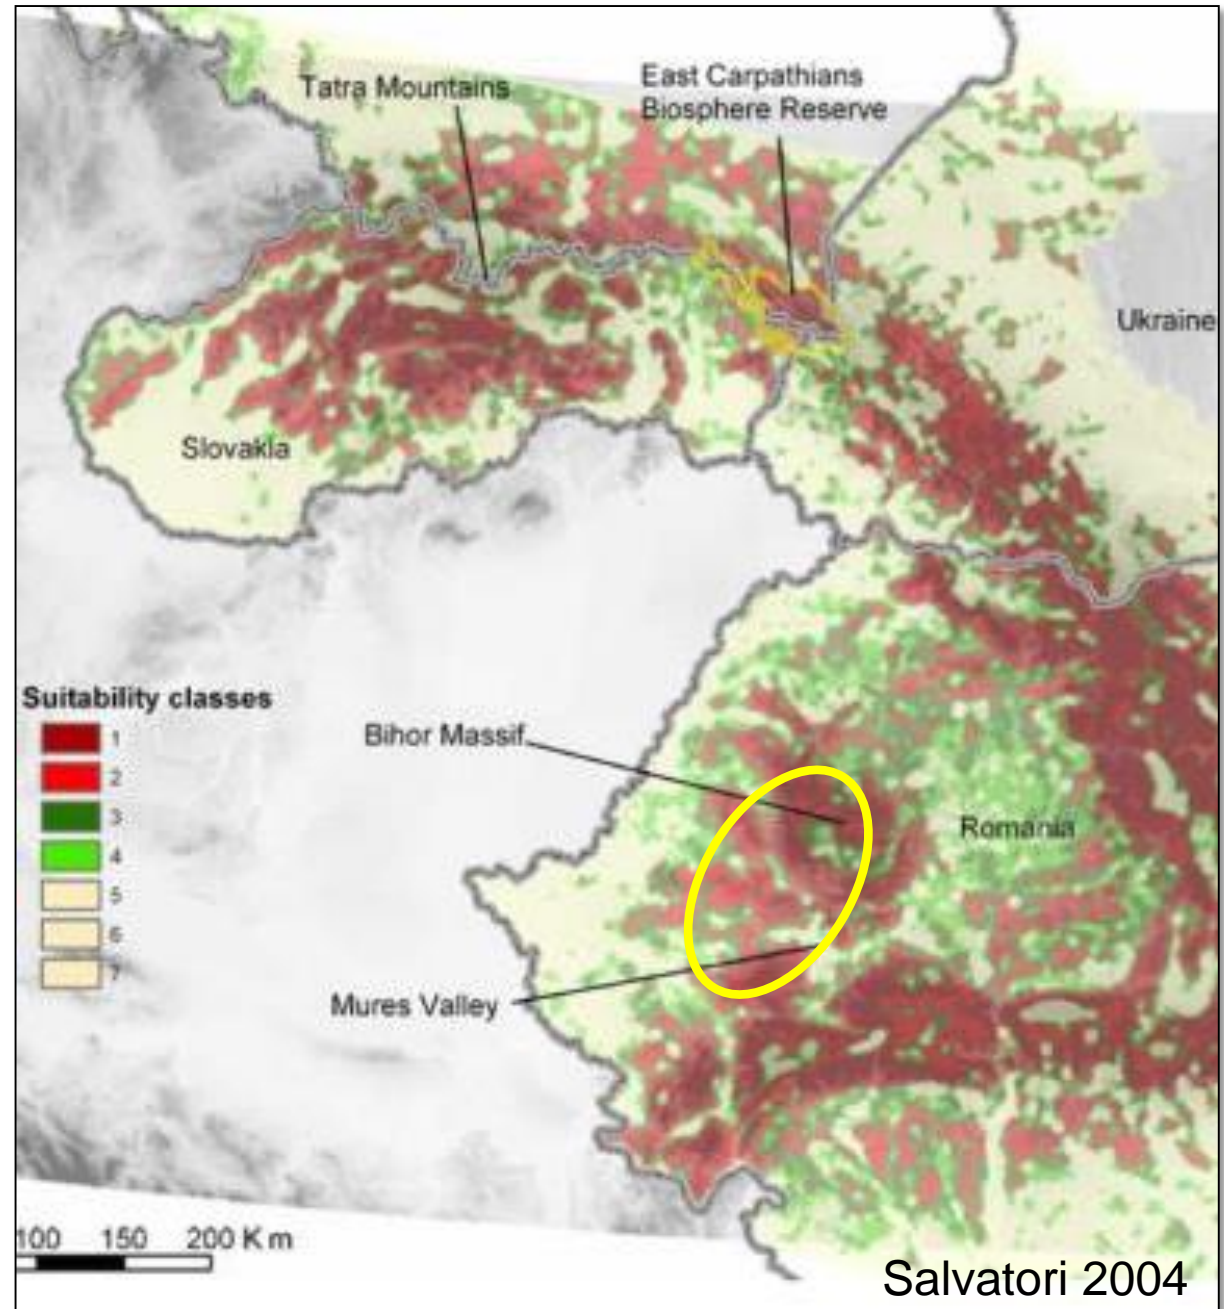 Tatra Mountains
East Carpathians
Biosphere Reserve
Ukraine
Slovakia
Suitability classes
1
2
3
4
5
6
7
Bihor Massif
Romania
Mures Valley
100 150 200 Km
Salvatori 2004